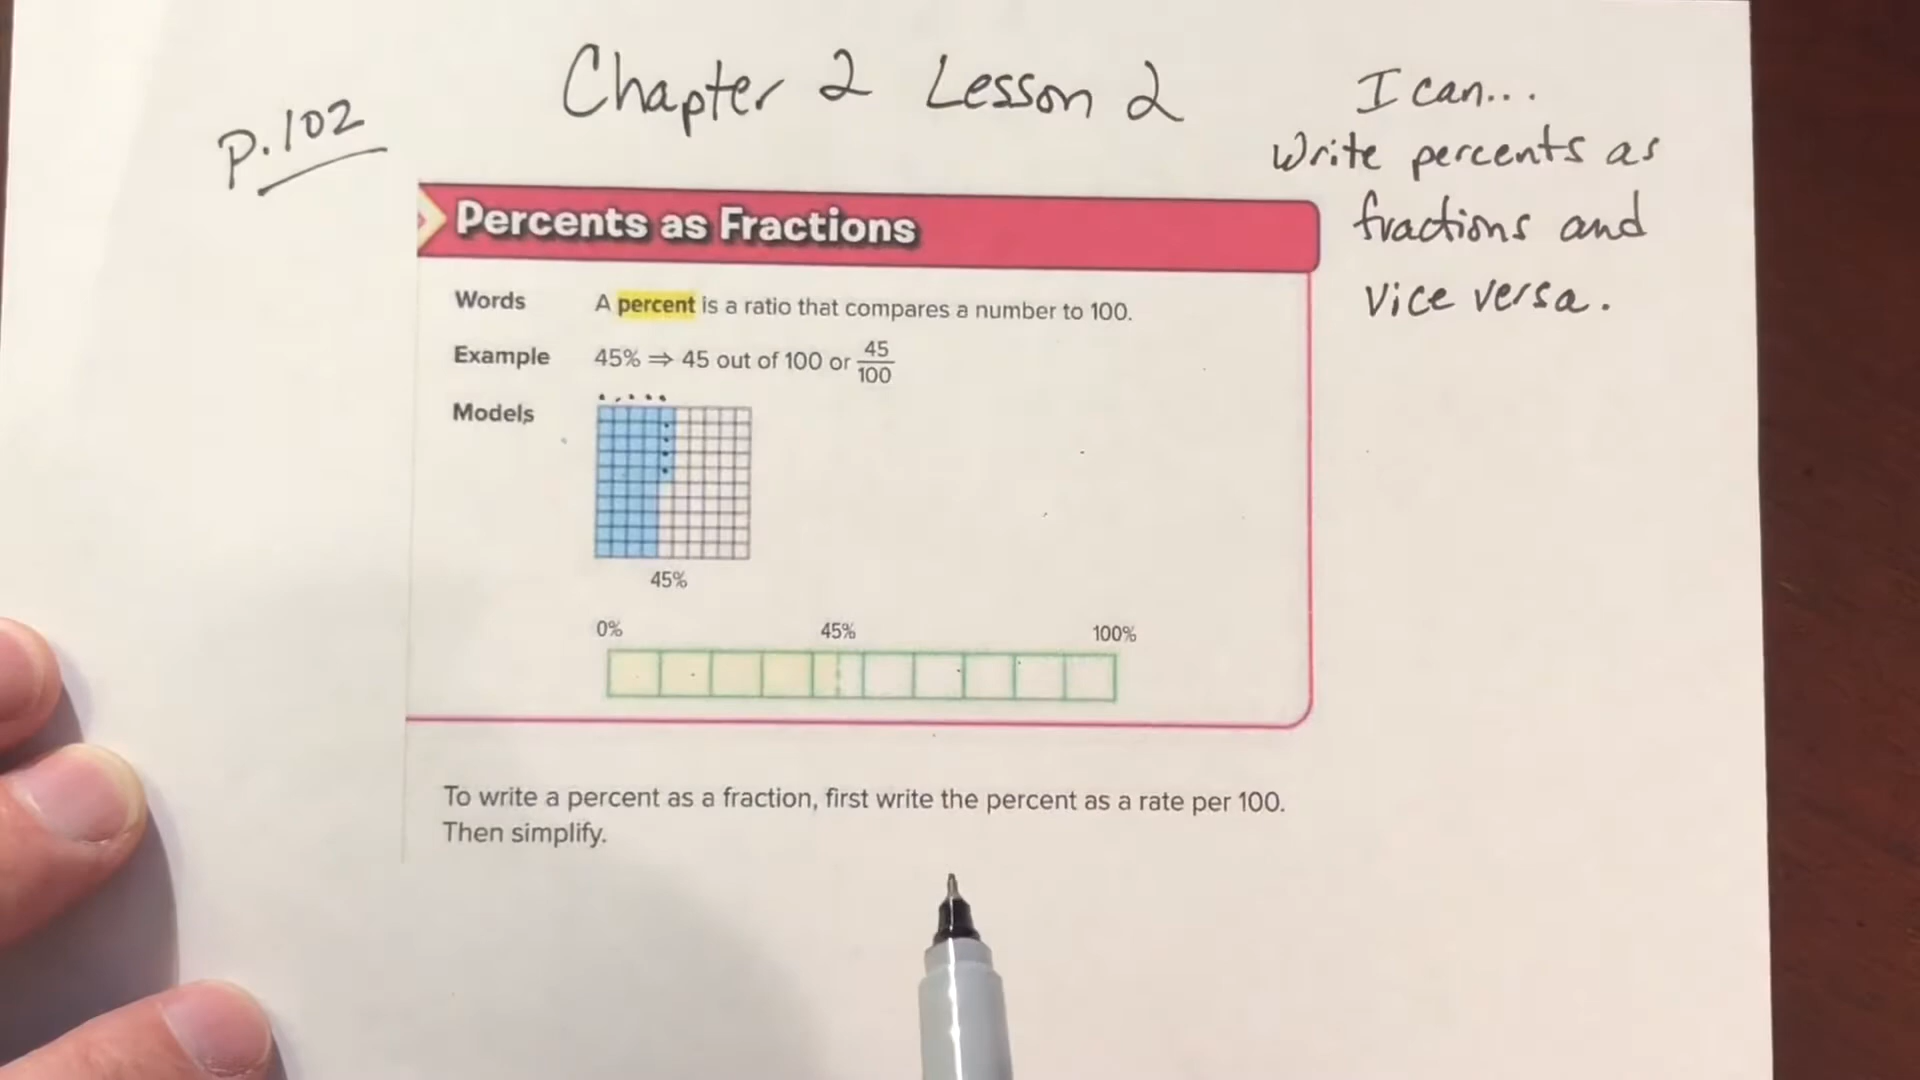 Chapter 2 Lesson 2
p.102
I can...
Write percents as
fractions and
vice versa.
Percents as Fractions
Words A percent is a ratio that compares a number to 100.
Example 45% ⇒ 45 out of 100 or 45/100
Models
45%
0% 45% 100%
To write a percent as a fraction, first write the percent as a rate per 100.
Then simplify.